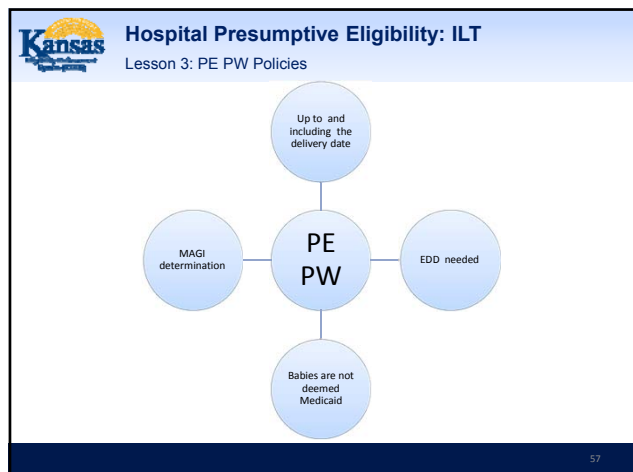 Kansas
Hospital Presumptive Eligibility: ILT
Lesson 3: PE PW Policies
Up to and
including the
delivery date
MAGI
determination
PE
PW
EDD needed
Babies are not
deemed
Medicaid
57